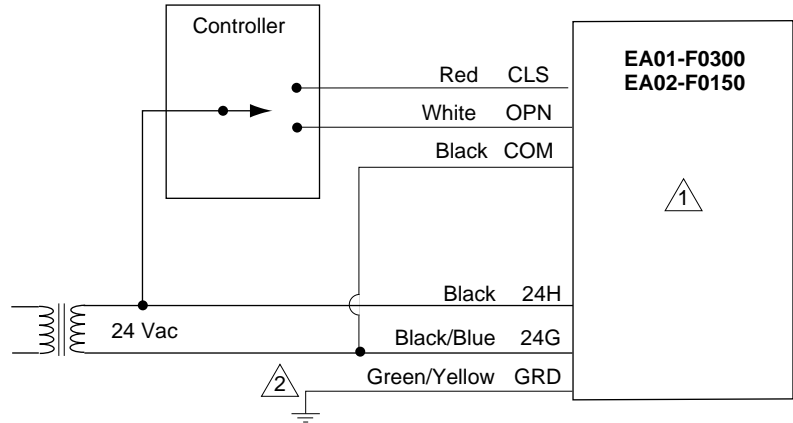 Controller
EA01-F0300
EA02-F0150
Red CLS
White OPN
Black COM
1
Black 24H
24 Vac
Black/Blue 24G
2
Green/Yellow GRD